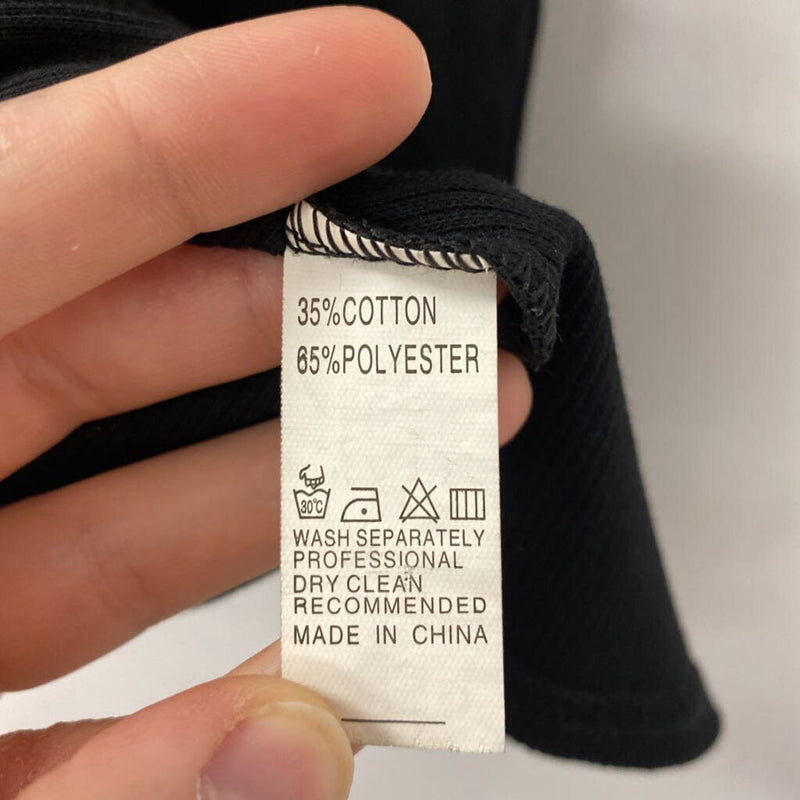 35%COTTON
65%POLYESTER
30°C
WASH SEPARATELY
PROFESSIONAL
DRY CLEAN
RECOMMENDED
MADE IN CHINA